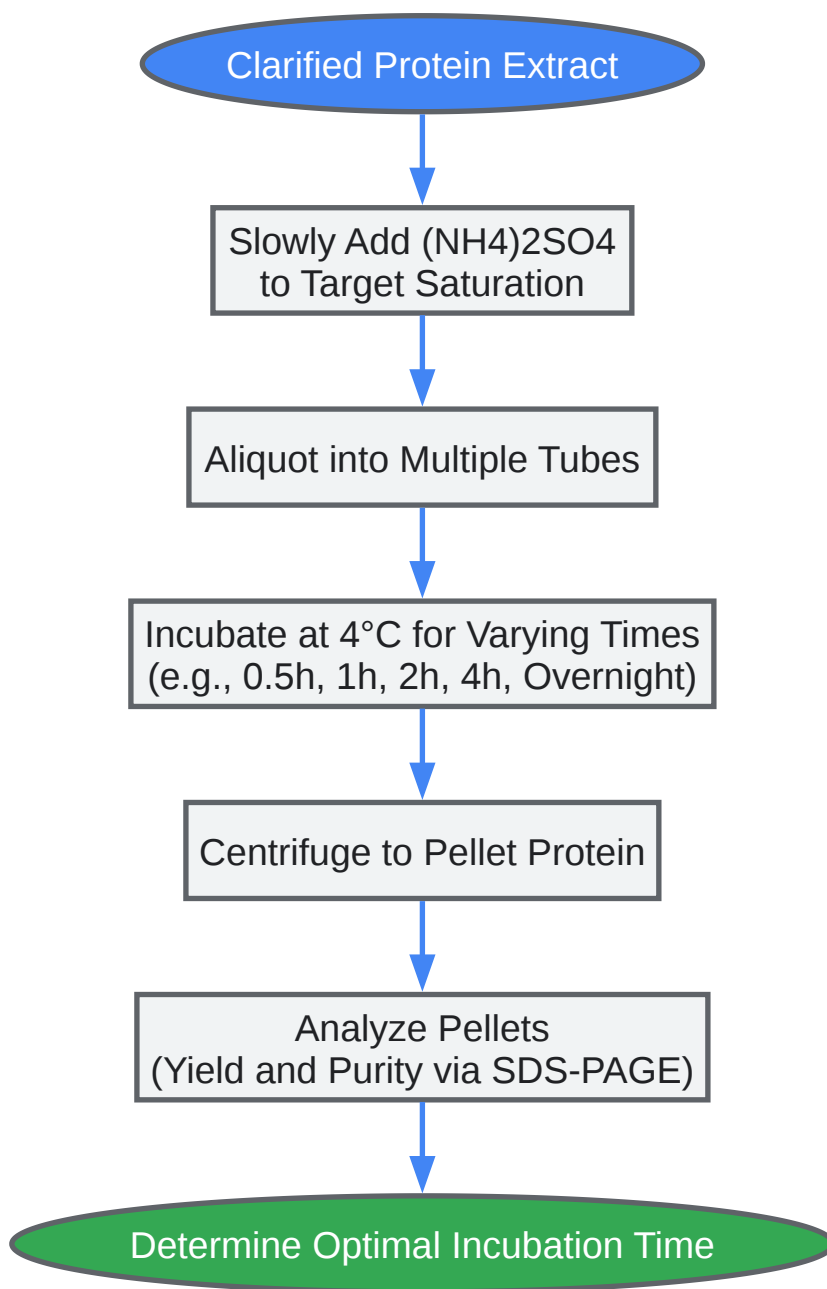 Clarified Protein Extract
Slowly Add (NH4)2SO4
to Target Saturation
Aliquot into Multiple Tubes
Incubate at 4°C for Varying Times
(e.g., 0.5h, 1h, 2h, 4h, Overnight)
Centrifuge to Pellet Protein
Analyze Pellets
(Yield and Purity via SDS-PAGE)
Determine Optimal Incubation Time